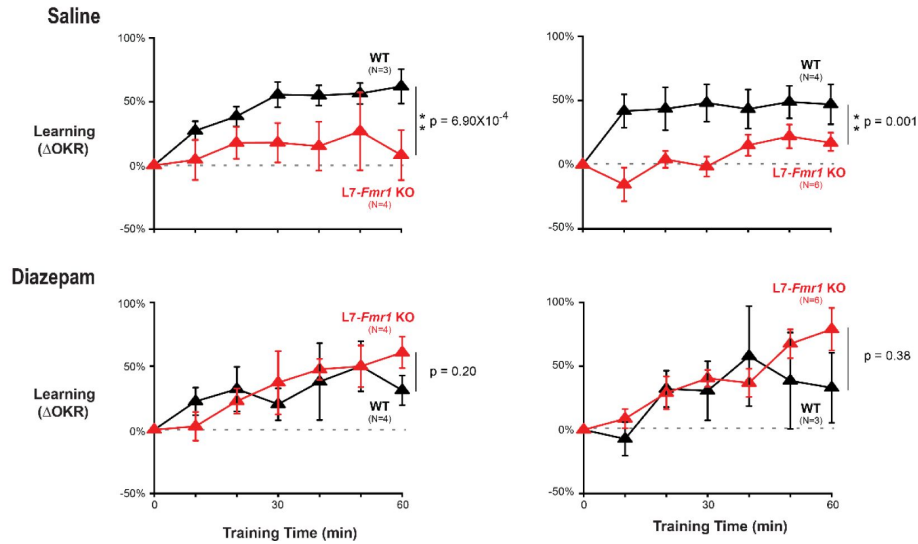 Saline
100%
50%
0%
-50%
Learning
(ΔOKR)
WT
(N=3)
L7-Fmr1 KO
(N=4)
**
p = 6.90X10⁻⁴
100%
50%
0%
-50%
WT
(N=4)
L7-Fmr1 KO
(N=6)
**
p = 0.001
Diazepam
100%
50%
0%
-50%
Learning
(ΔOKR)
L7-Fmr1 KO
(N=4)
WT
(N=4)
p = 0.20
0 30 60
Training Time (min)
100%
50%
0%
-50%
L7-Fmr1 KO
(N=6)
WT
(N=3)
p = 0.38
0 30 60
Training Time (min)